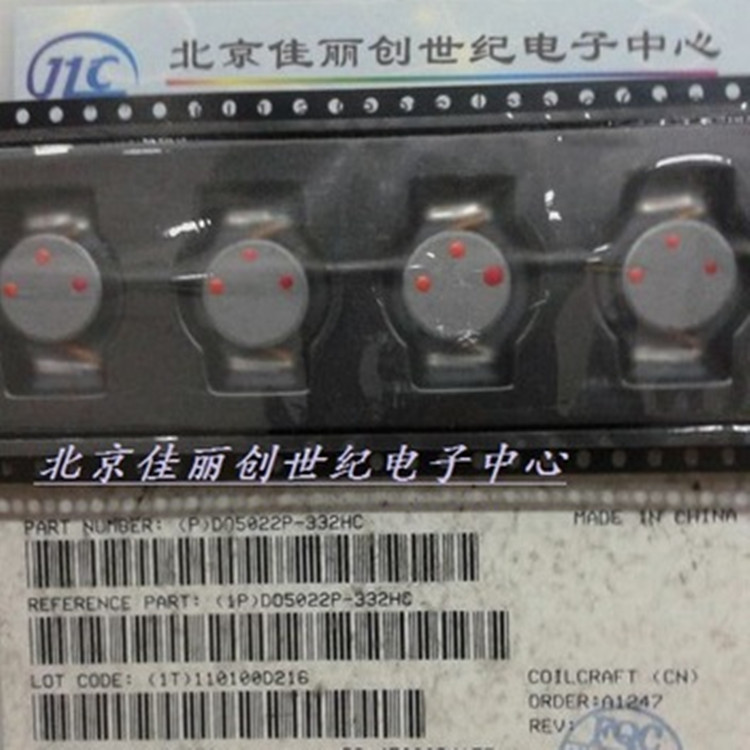 JLC 北京佳丽创世纪电子中心
北京佳丽创世纪电子中心
PART NUMBER: (P)DO5022P-332HC MADE IN CHINA
REFERENCE PART: (1P)DO5022P-332HC
LOT CODE: (1T)110100D216
COILCRAFT (CN)
ORDER:A1247
REV: